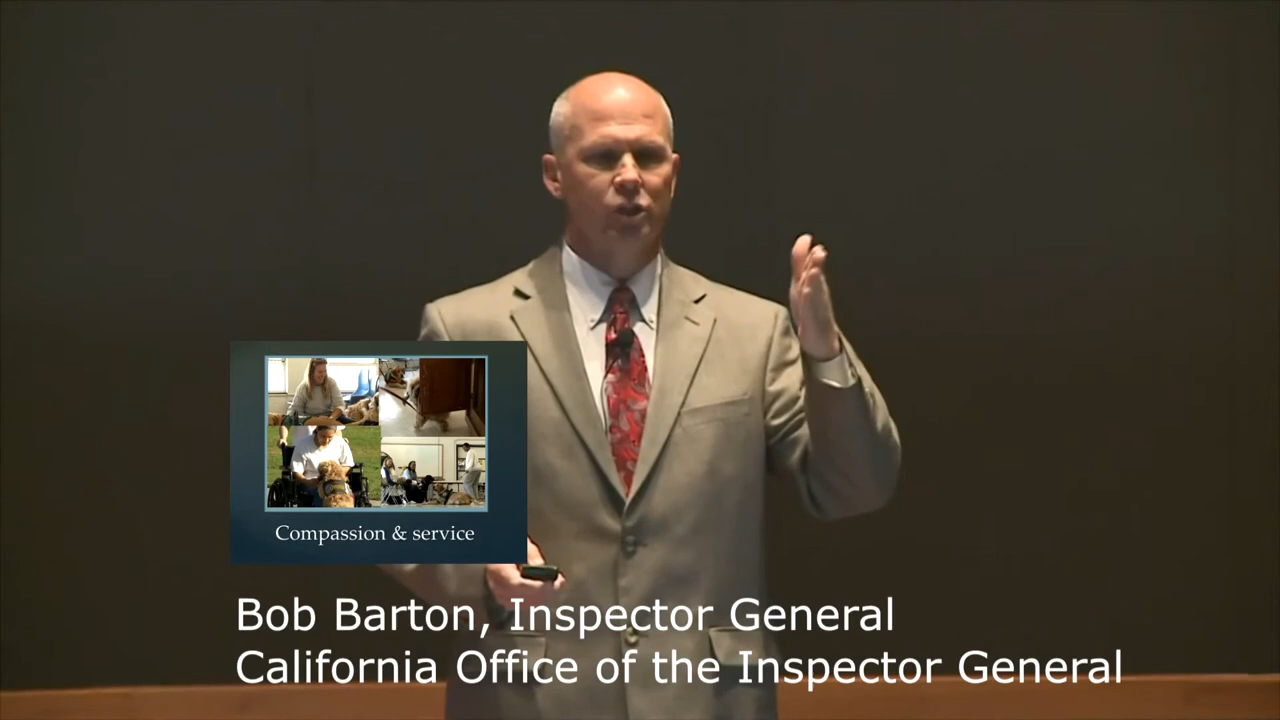 Compassion & service
Bob Barton, Inspector General
California Office of the Inspector General